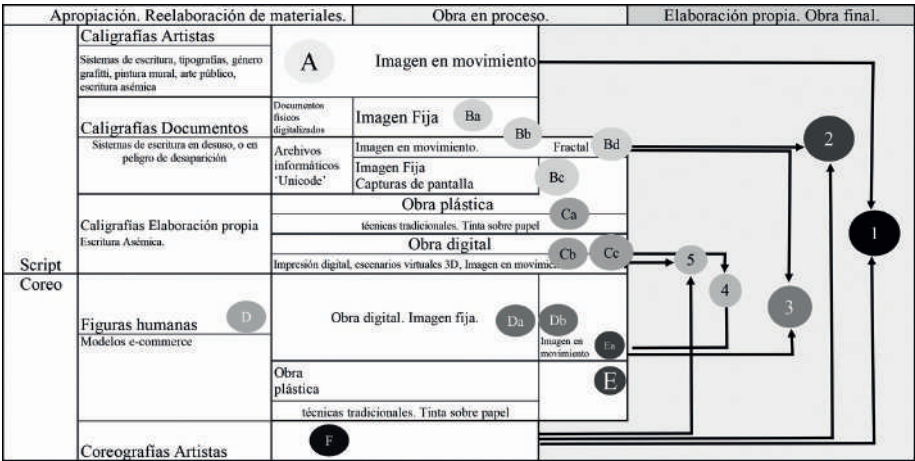 Apropiación. Reelaboración de materiales.
Obra en proceso.
Elaboración propia. Obra final.
Script
Coreo
Caligrafías Artistas
Sistemas de escritura, tipografías, género
grafitti, pintura mural, arte público,
escritura asémica
A
Imagen en movimiento
Caligrafías Documentos
Sistemas de escritura en desuso, o en
peligro de desaparición
Documentos
físicos
digitalizados
Imagen Fija
Ba
Bb
Archivos
informáticos
‘Unicode’
Imagen en movimiento.
Fractal
Bd
Imagen Fija
Capturas de pantalla
Bc
Caligrafías Elaboración propia
Escritura Asémica.
Obra plástica
técnicas tradicionales. Tinta sobre papel
Ca
Obra digital
Impresión digital, escenarios virtuales 3D, Imagen en movimie
Cb
Cc
Figuras humanas
Modelos e-commerce
D
Obra digital. Imagen fija.
Da
Db
Imagen en
movimiento
Ea
Obra
plástica
técnicas tradicionales. Tinta sobre papel
E
Coreografías Artistas
F
2
1
5
4
3